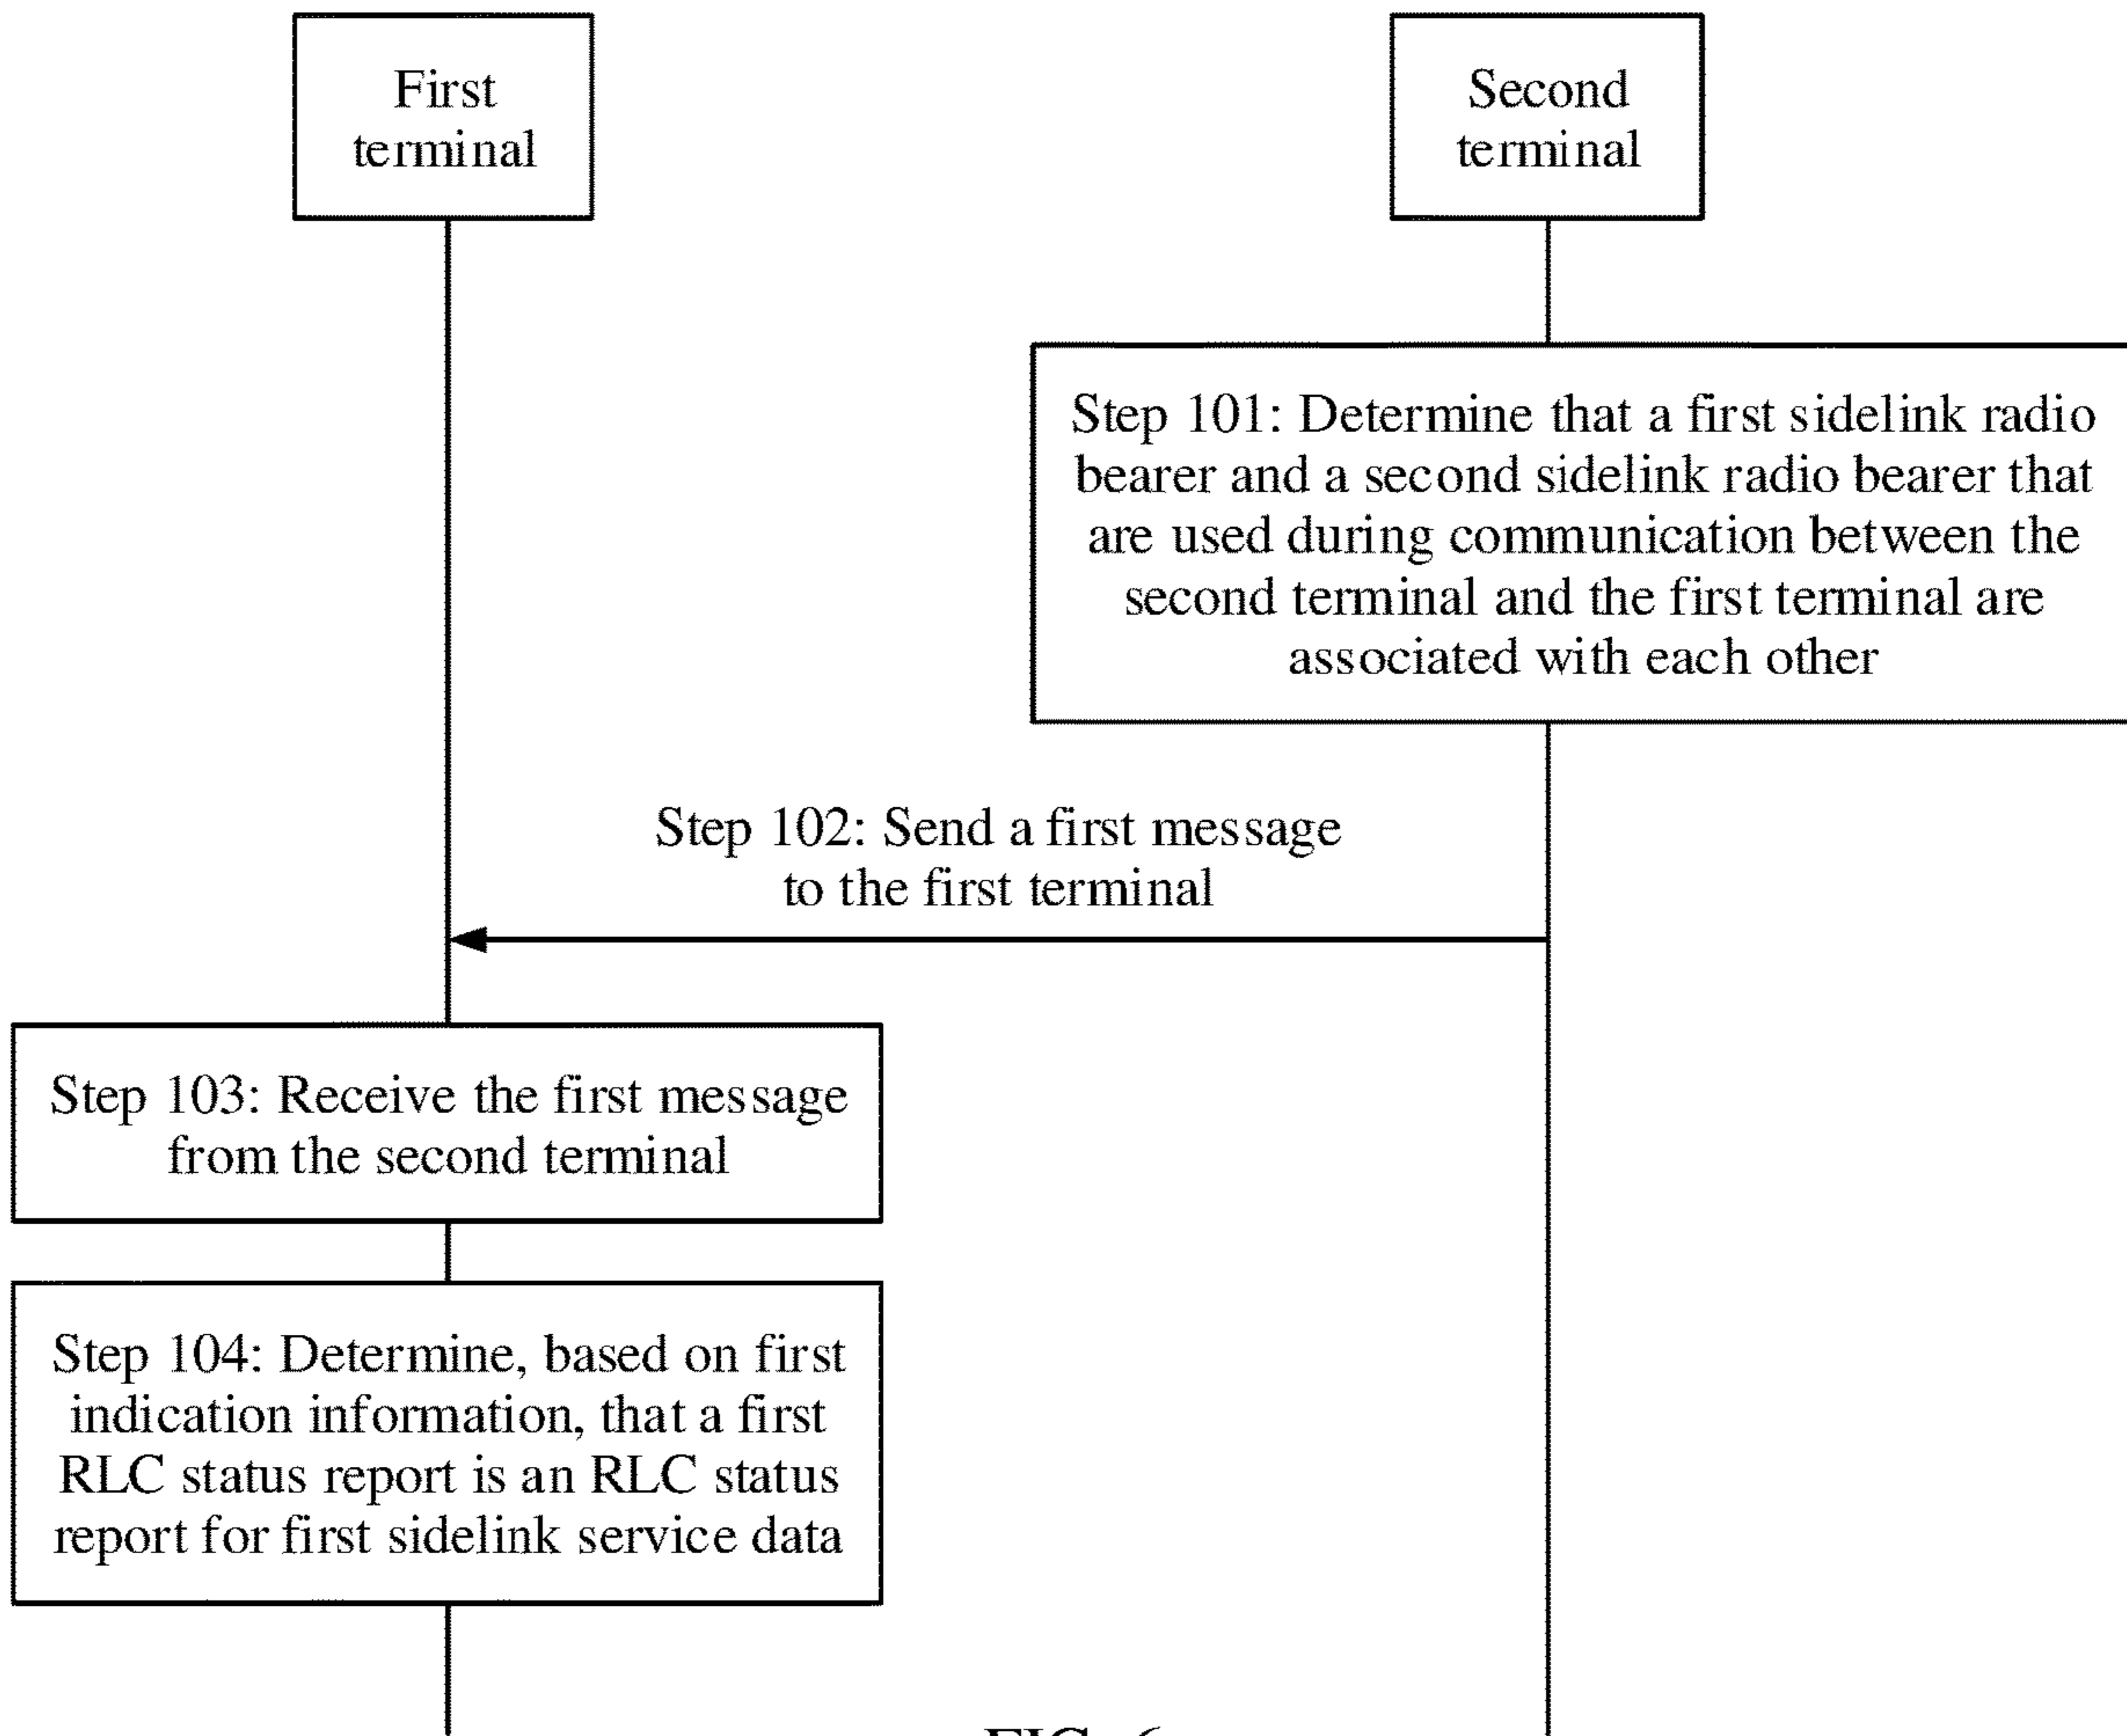 First
terminal
Second
terminal
Step 101: Determine that a first sidelink radio
bearer and a second sidelink radio bearer that
are used during communication between the
second terminal and the first terminal are
associated with each other
Step 102: Send a first message
to the first terminal
Step 103: Receive the first message
from the second terminal
Step 104: Determine, based on first
indication information, that a first
RLC status report is an RLC status
report for first sidelink service data
FIG. 6